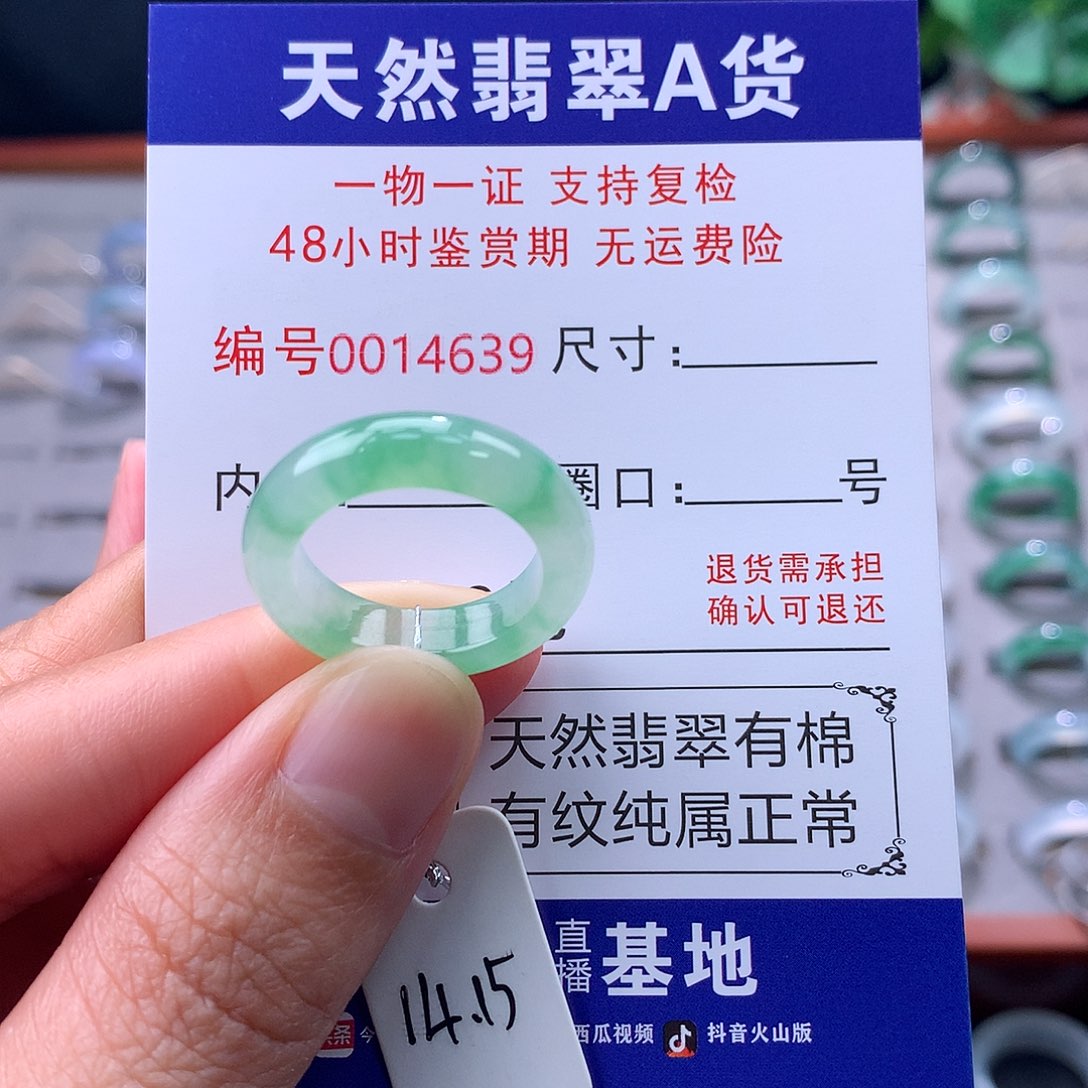 天然翡翠A货
一物一证 支持复检
48小时鉴赏期 无运费险
编号0014639 尺寸:
内 圈口: 号
退货需承担
确认可退还
天然翡翠有棉
有纹纯属正常
直播基地
14.15
条 今 西瓜视频 抖音火山版